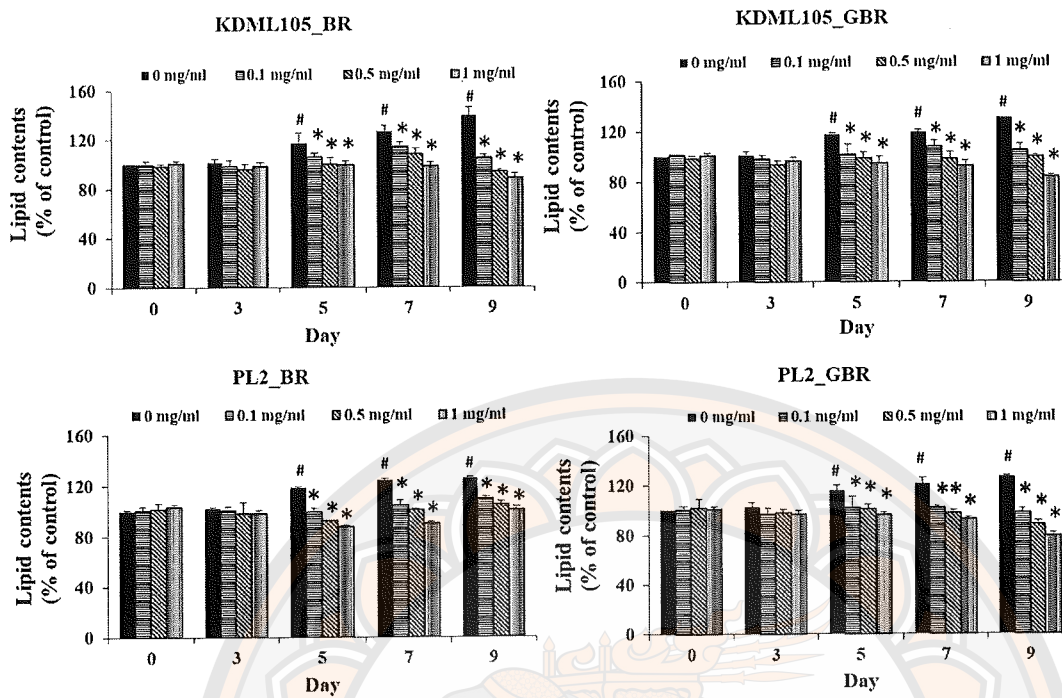 KDML105_BR
■ 0 mg/ml 0.1 mg/ml 0.5 mg/ml 1 mg/ml
Lipid contents
(% of control)
160
120
80
40
0
# # #
* * * * * * * * *
0 3 5 7 9
Day
KDML105_GBR
■ 0 mg/ml 0.1 mg/ml 0.5 mg/ml 1 mg/ml
Lipid contents
(% of control)
160
120
80
40
0
# # #
* * * * * * * * *
0 3 5 7 9
Day
PL2_BR
■ 0 mg/ml 0.1 mg/ml 0.5 mg/ml 1 mg/ml
Lipid contents
(% of control)
160
120
80
40
0
# # #
* * * * * * * * *
0 3 5 7 9
Day
PL2_GBR
■ 0 mg/ml 0.1 mg/ml 0.5 mg/ml 1 mg/ml
Lipid contents
(% of control)
160
120
80
40
0
# # #
* * * ** * * * *
0 3 5 7 9
Day